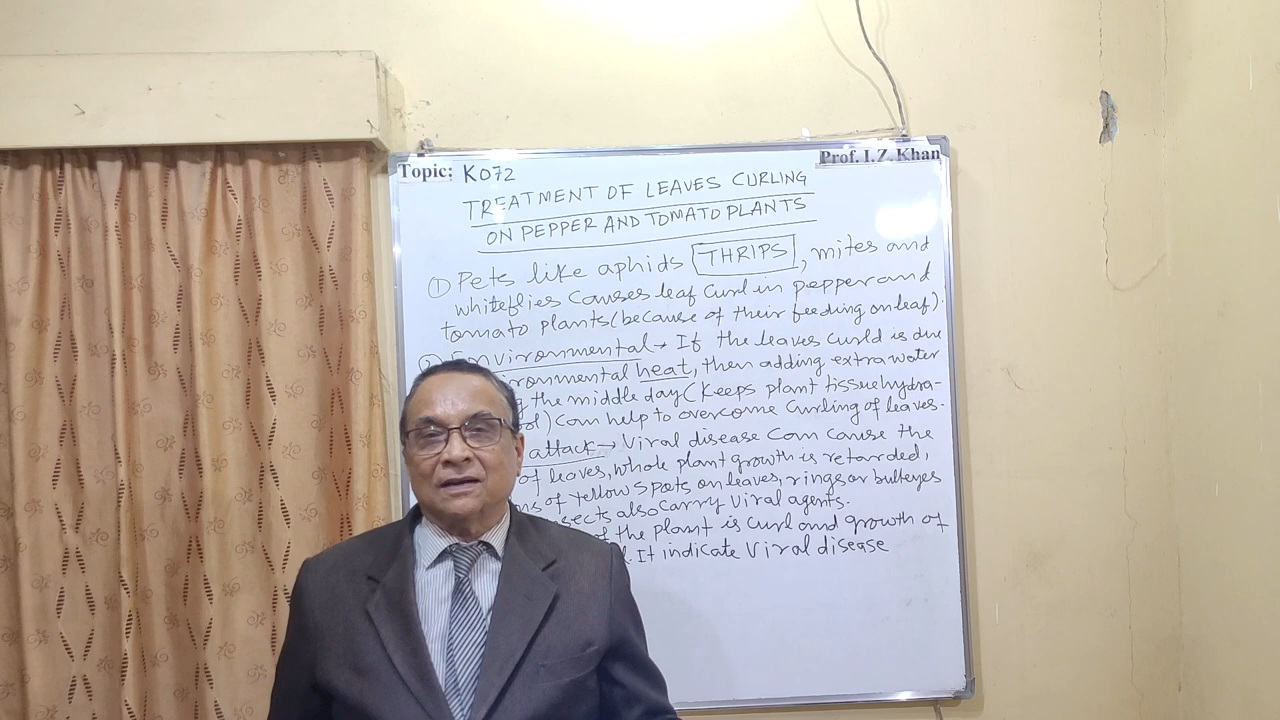 Topic: K072
Prof. I. Z. Khan
TREATMENT OF LEAVES CURLING
ON PEPPER AND TOMATO PLANTS
① Pets like aphids THRIPS, mites and
whiteflies causes leaf curl in pepper and
tomato plants (because of their feeding on leaf).
Environmental → If the leaves curld is due
heat, then adding extra water
the middle day (Keeps plant tissue hydra-
) can help to overcome curling of leaves.
attack → Viral disease can cause the
of leaves, whole plant growth is retarded,
of yellow spots on leaves, rings or bulleyes
also carry viral agents.
of the plant is curl and growth of
It indicate viral disease